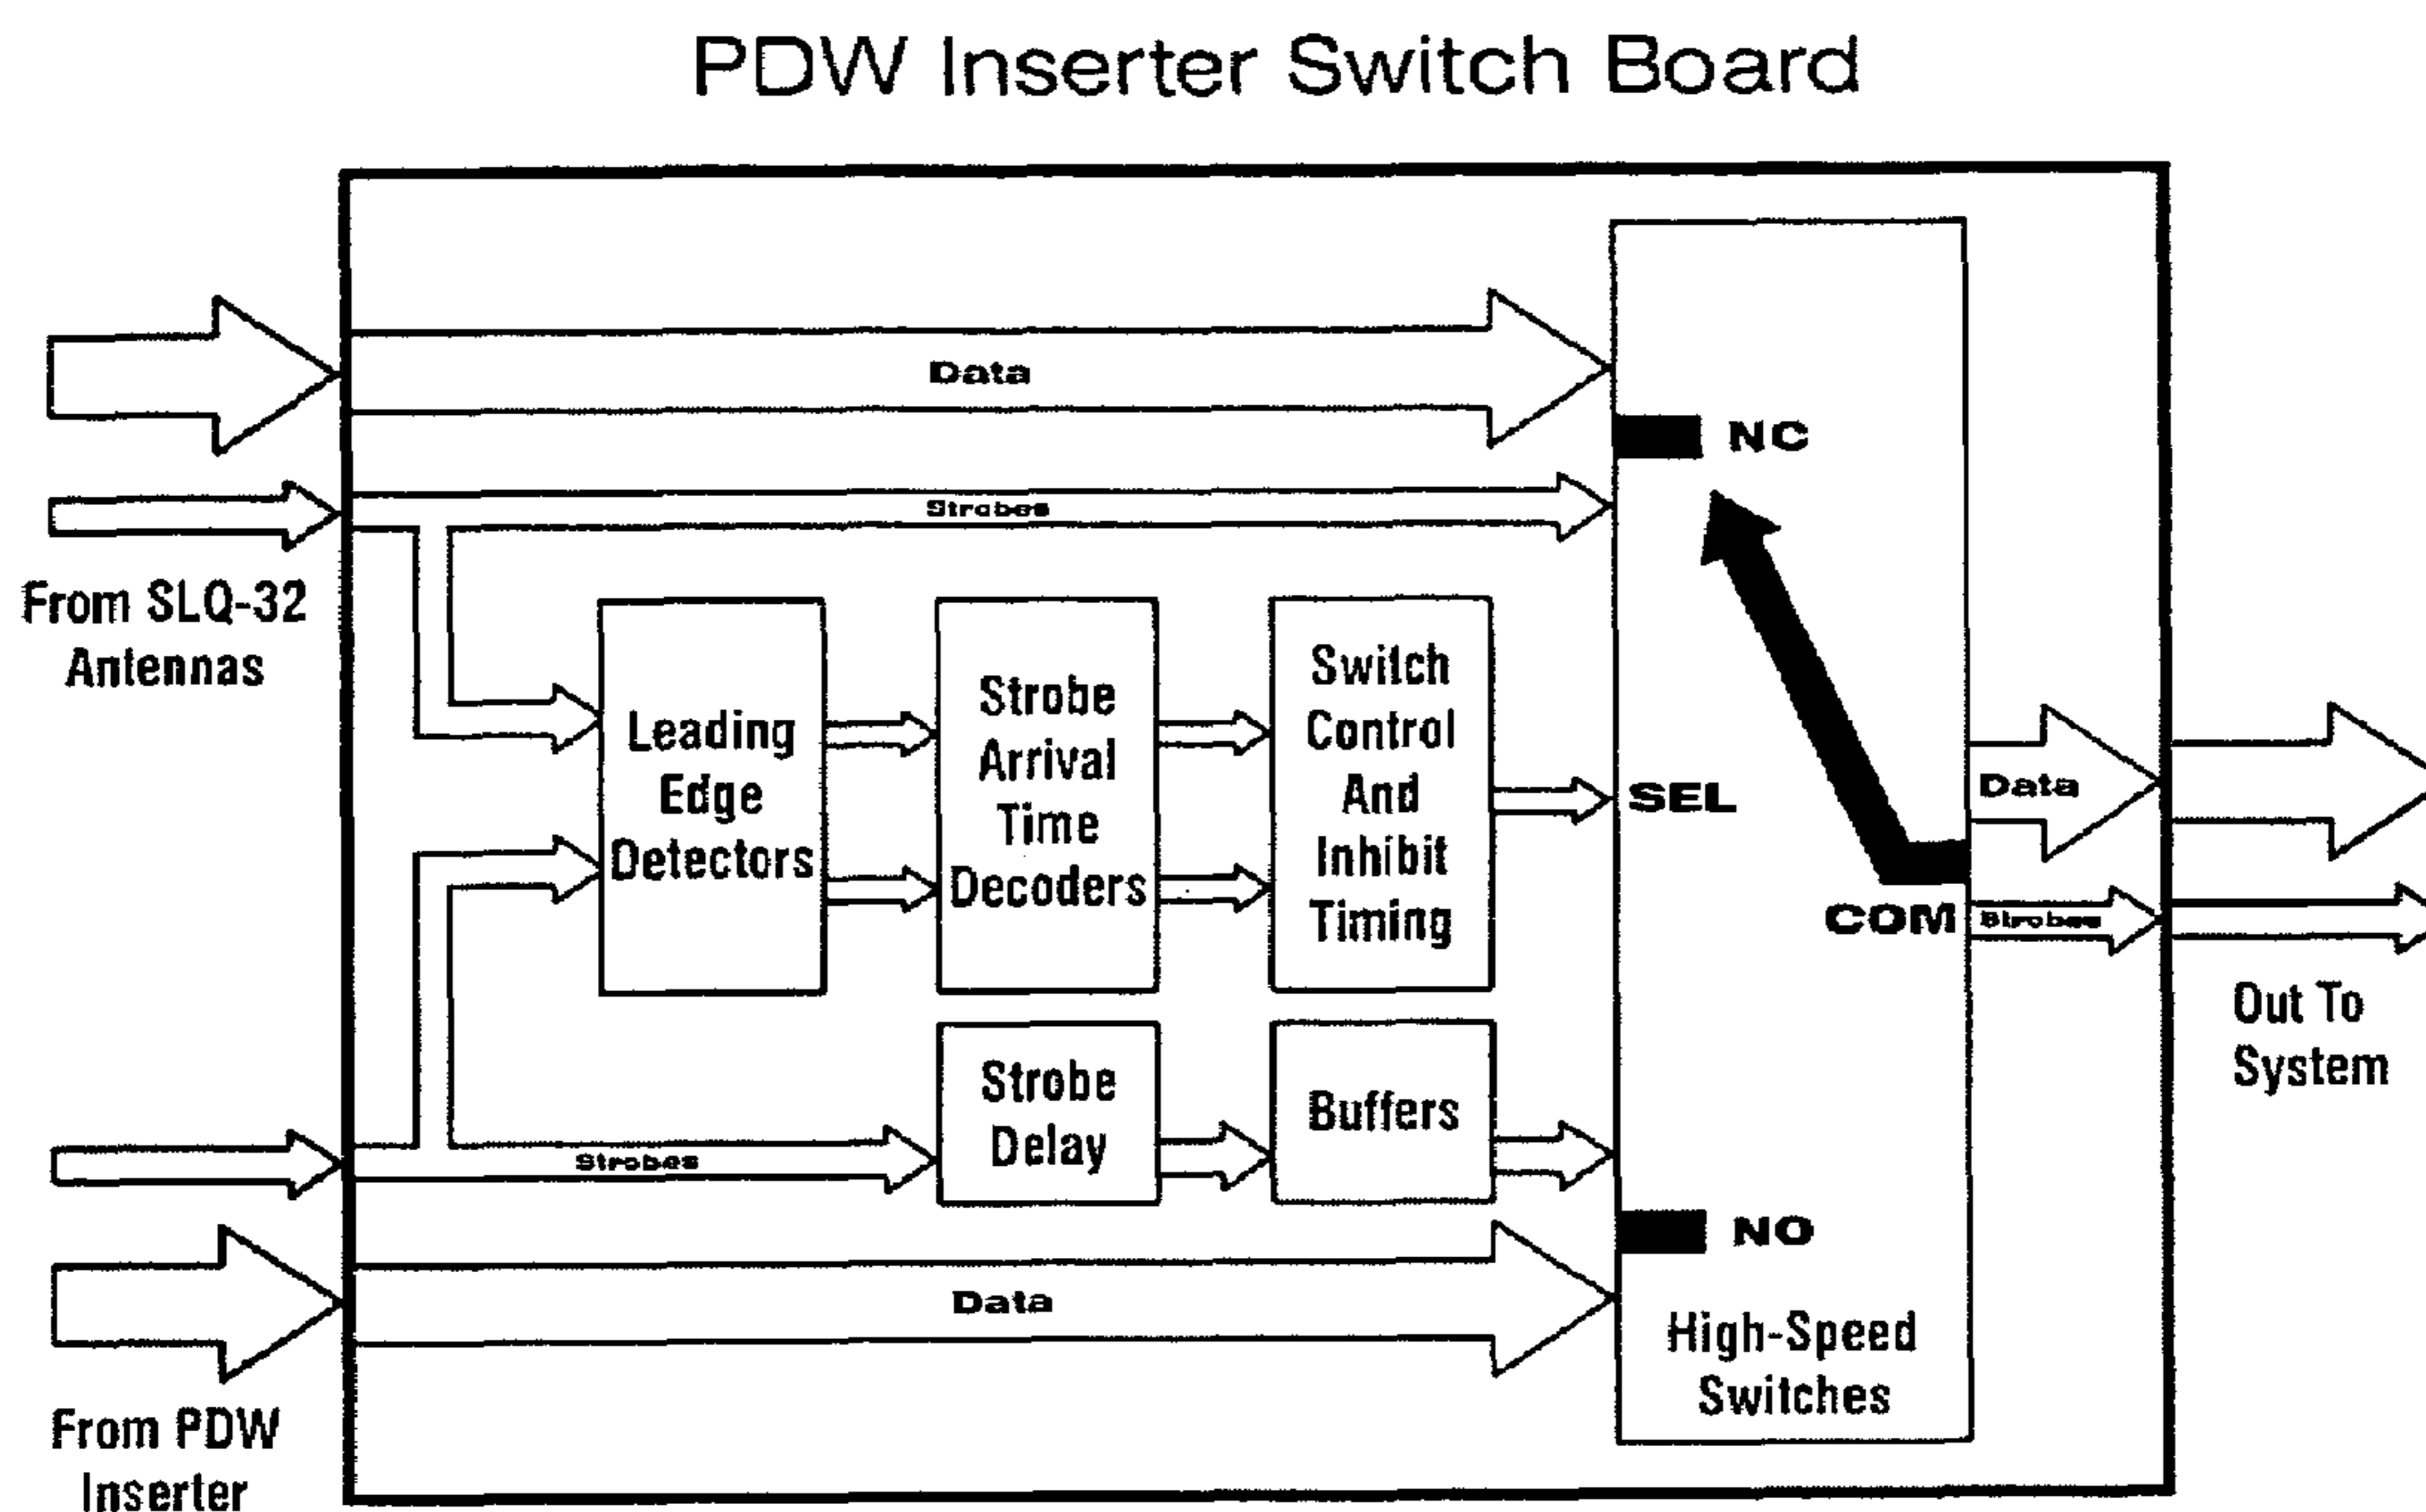 PDW Inserter Switch Board
Data
NC
Strobes
From SLQ-32
Antennas
Leading
Edge
Detectors
Strobe
Arrival
Time
Decoders
Switch
Control
And
Inhibit
Timing
SEL
Data
COM
Strobes
Out To
System
Strobe
Delay
Buffers
Strobes
NO
Data
High-Speed
Switches
From PDW
Inserter